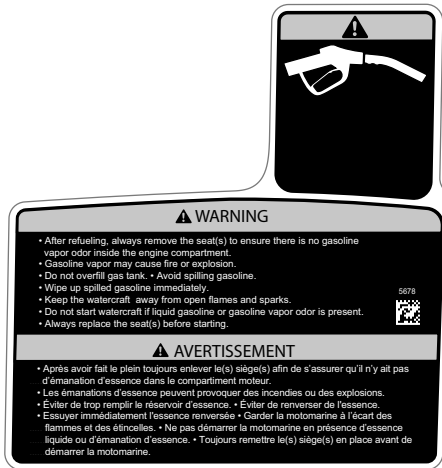 WARNING
• After refueling, always remove the seat(s) to ensure there is no gasoline
vapor odor inside the engine compartment.
• Gasoline vapor may cause fire or explosion.
• Do not overfill gas tank. • Avoid spilling gasoline.
• Wipe up spilled gasoline immediately.
• Keep the watercraft away from open flames and sparks.
• Do not start watercraft if liquid gasoline or gasoline vapor odor is present.
• Always replace the seat(s) before starting.
5678
AVERTISSEMENT
• Après avoir fait le plein toujours enlever le(s) siège(s) afin de s'assurer qu'il n'y ait pas
d'émanation d'essence dans le compartiment moteur.
• Les émanations d'essence peuvent provoquer des incendies ou des explosions.
• Éviter de trop remplir le réservoir d'essence. • Éviter de renverser de l'essence.
• Essuyer immédiatement l'essence renversée • Garder la motomarine à l'écart des
flammes et des étincelles. • Ne pas démarrer la motomarine en présence d'essence
liquide ou d'émanation d'essence. • Toujours remettre le(s) siège(s) en place avant de
démarrer la motomarine.